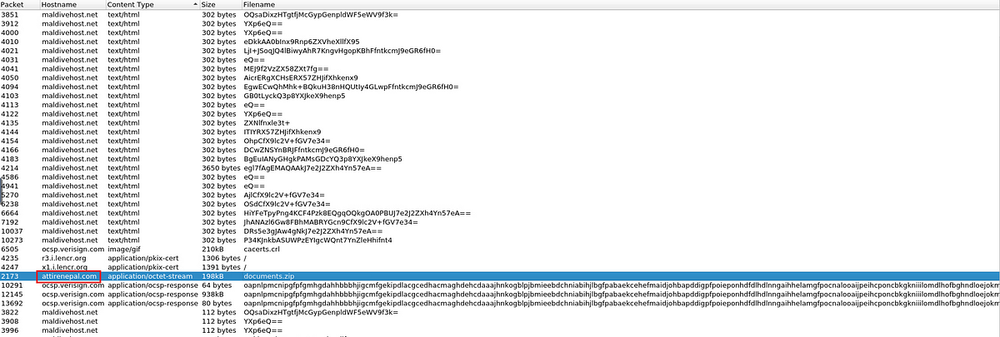 Packet Hostname Content Type Size Filename
3851 maldivehost.net text/html 302 bytes OQsaDixzHTgtfjMcGypGenpldWF5eWV9f3k=
3912 maldivehost.net text/html 302 bytes YXp6eQ==
4000 maldivehost.net text/html 302 bytes YXp6eQ==
4010 maldivehost.net text/html 302 bytes eDkkAA0bInx9Rnp6ZXVheXllfX95
4021 maldivehost.net text/html 302 bytes LjI+JSoqJQ4lBiwyAhR7KngvHgopKBhFfntkcmJ9eGR6fH0=
4031 maldivehost.net text/html 302 bytes eQ==
4041 maldivehost.net text/html 302 bytes MEJ9f2VzZX58ZXt7fg==
4050 maldivehost.net text/html 302 bytes AicrERgXCHsERX57ZHJifXhkenx9
4094 maldivehost.net text/html 302 bytes EgwECwQhMhk+BQkuH38nHQUtIy4GLwpFfntkcmJ9eGR6fH0=
4103 maldivehost.net text/html 302 bytes GB0tLyckQ3p8YXJkeX9henp5
4113 maldivehost.net text/html 302 bytes eQ==
4122 maldivehost.net text/html 302 bytes YXp6eQ==
4135 maldivehost.net text/html 302 bytes ZXNlfnxle3t+
4144 maldivehost.net text/html 302 bytes ITIYRX57ZHJifXhkenx9
4154 maldivehost.net text/html 302 bytes OhpCfX9lc2V+fGV7e34=
4166 maldivehost.net text/html 302 bytes DCwZNSYnBRJFfntkcmJ9eGR6fH0=
4183 maldivehost.net text/html 302 bytes BgEuIANyGHgkPAMsGDcYQ3p8YXJkeX9henp5
4214 maldivehost.net text/html 3650 bytes egl7fAgEMAQAAkJ7e2J2ZXh4Yn57eA==
4586 maldivehost.net text/html 302 bytes eQ==
4941 maldivehost.net text/html 302 bytes eQ==
5270 maldivehost.net text/html 302 bytes AjlCfX9lc2V+fGV7e34=
6238 maldivehost.net text/html 302 bytes OSdCfX9lc2V+fGV7e34=
6664 maldivehost.net text/html 302 bytes HiYFeTpyPng4KCF4Pzk8EQgqOQkgOA0PBUJ7e2J2ZXh4Yn57eA==
7192 maldivehost.net text/html 302 bytes JhANAzl6Gw8FBhMABRYGcn9CfX9lc2V+fGV7e34=
10037 maldivehost.net text/html 302 bytes DRs5e3gJAw4gNkJ7e2J2ZXh4Yn57eA==
10273 maldivehost.net text/html 302 bytes P34KJnkbASUWPzEYIgcWQnt7YnZleHhifnt4
6505 ocsp.verisign.com image/gif 210kB cacerts.crl
4235 r3.i.lencr.org application/pkix-cert 1306 bytes /
4247 x1.i.lencr.org application/pkix-cert 1391 bytes /
2173 attirenepal.com application/octet-stream 198kB documents.zip
10291 ocsp.verisign.com application/ocsp-response 64 bytes
12145 ocsp.verisign.com application/ocsp-response 938kB
13692 ocsp.verisign.com application/ocsp-response 80 bytes
3822 maldivehost.net 112 bytes OQsaDixzHTgtfjMcGypGenpldWF5eWV9f3k=
3908 maldivehost.net 112 bytes YXp6eQ==
3996 maldivehost.net 112 bytes YXp6eQ==